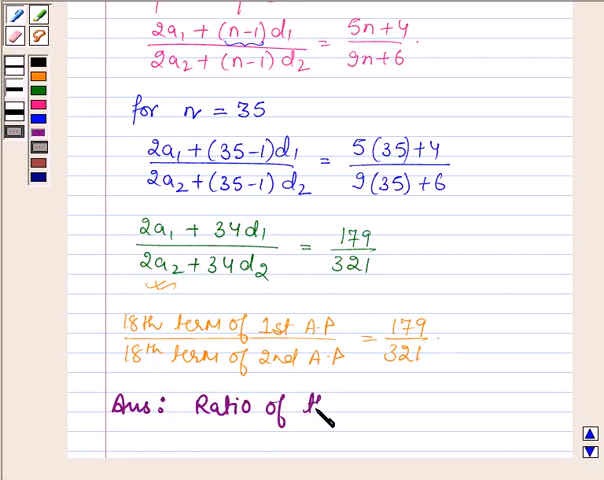 2a₁ + (n-1)d₁ / 2a₂ + (n-1)d₂ = 5n+4 / 9n+6 .
for n = 35
2a₁ + (35-1)d₁ / 2a₂ + (35-1)d₂ = 5(35)+4 / 9(35)+6
2a₁ + 34d₁ / 2a₂ + 34d₂ = 179 / 321
18th term of 1st A.P / 18th term of 2nd A.P = 179 / 321 .
Ans: Ratio of t